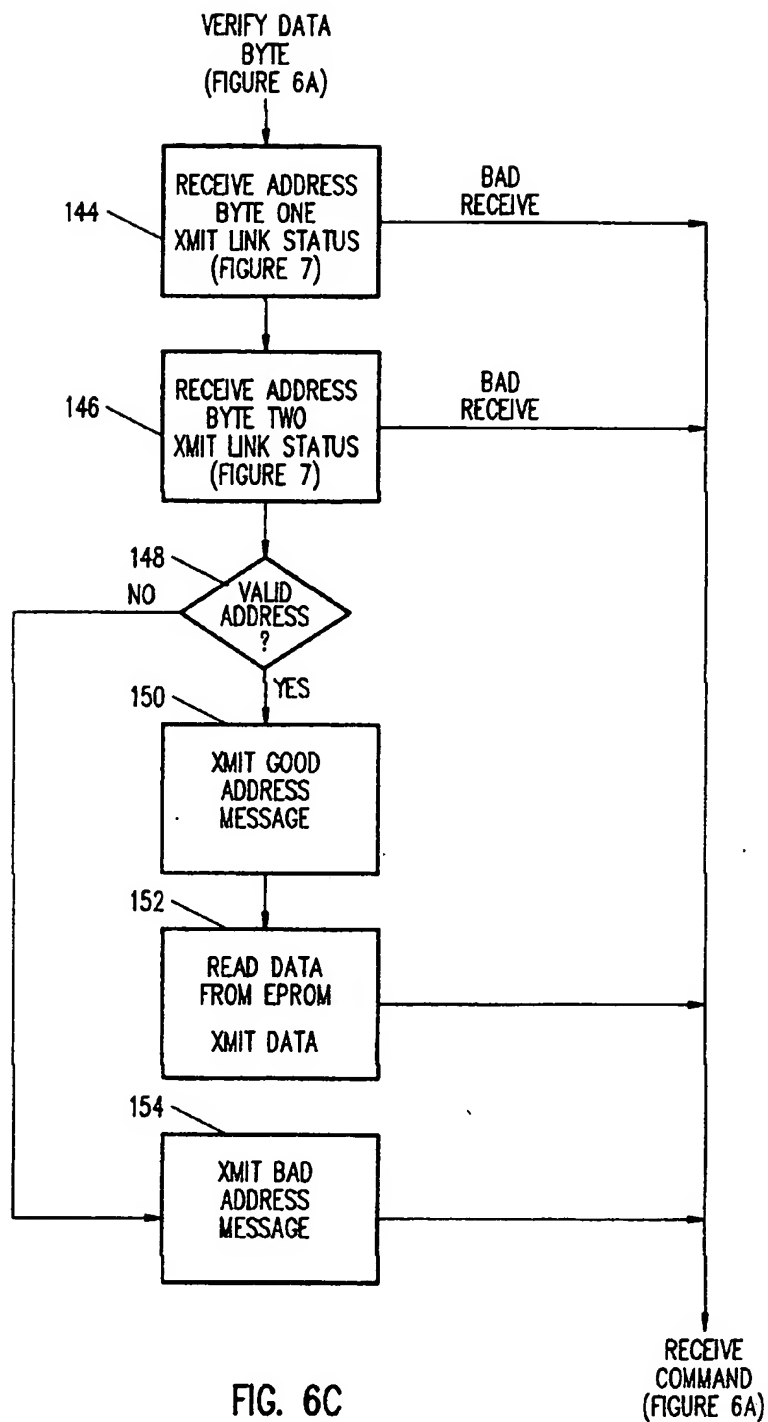 VERIFY DATA
BYTE
(FIGURE 6A)
144
RECEIVE ADDRESS
BYTE ONE
XMIT LINK STATUS
(FIGURE 7)
BAD
RECEIVE
146
RECEIVE ADDRESS
BYTE TWO
XMIT LINK STATUS
(FIGURE 7)
BAD
RECEIVE
148
NO
VALID
ADDRESS
?
YES
150
XMIT GOOD
ADDRESS
MESSAGE
152
READ DATA
FROM EPROM
XMIT DATA
154
XMIT BAD
ADDRESS
MESSAGE
RECEIVE
COMMAND
(FIGURE 6A)
FIG. 6C